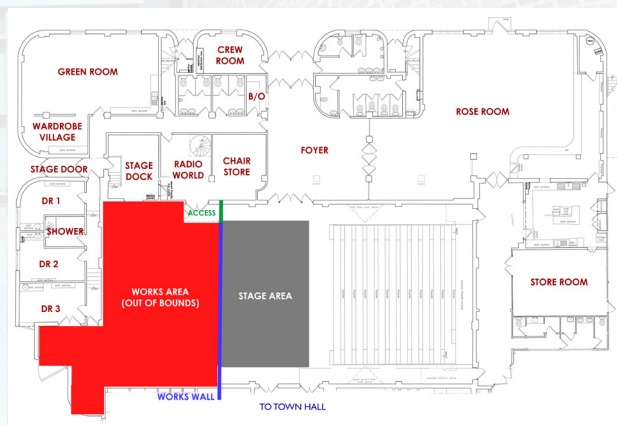 CREW
ROOM
GREEN ROOM
B/O
ROSE ROOM
WARDROBE
VILLAGE
FOYER
STAGE DOOR
STAGE
DOCK
RADIO
WORLD
CHAIR
STORE
DR 1
ACCESS
SHOWER
DR 2
STORE ROOM
WORKS AREA
(OUT OF BOUNDS)
STAGE AREA
DR 3
WORKS WALL
TO TOWN HALL